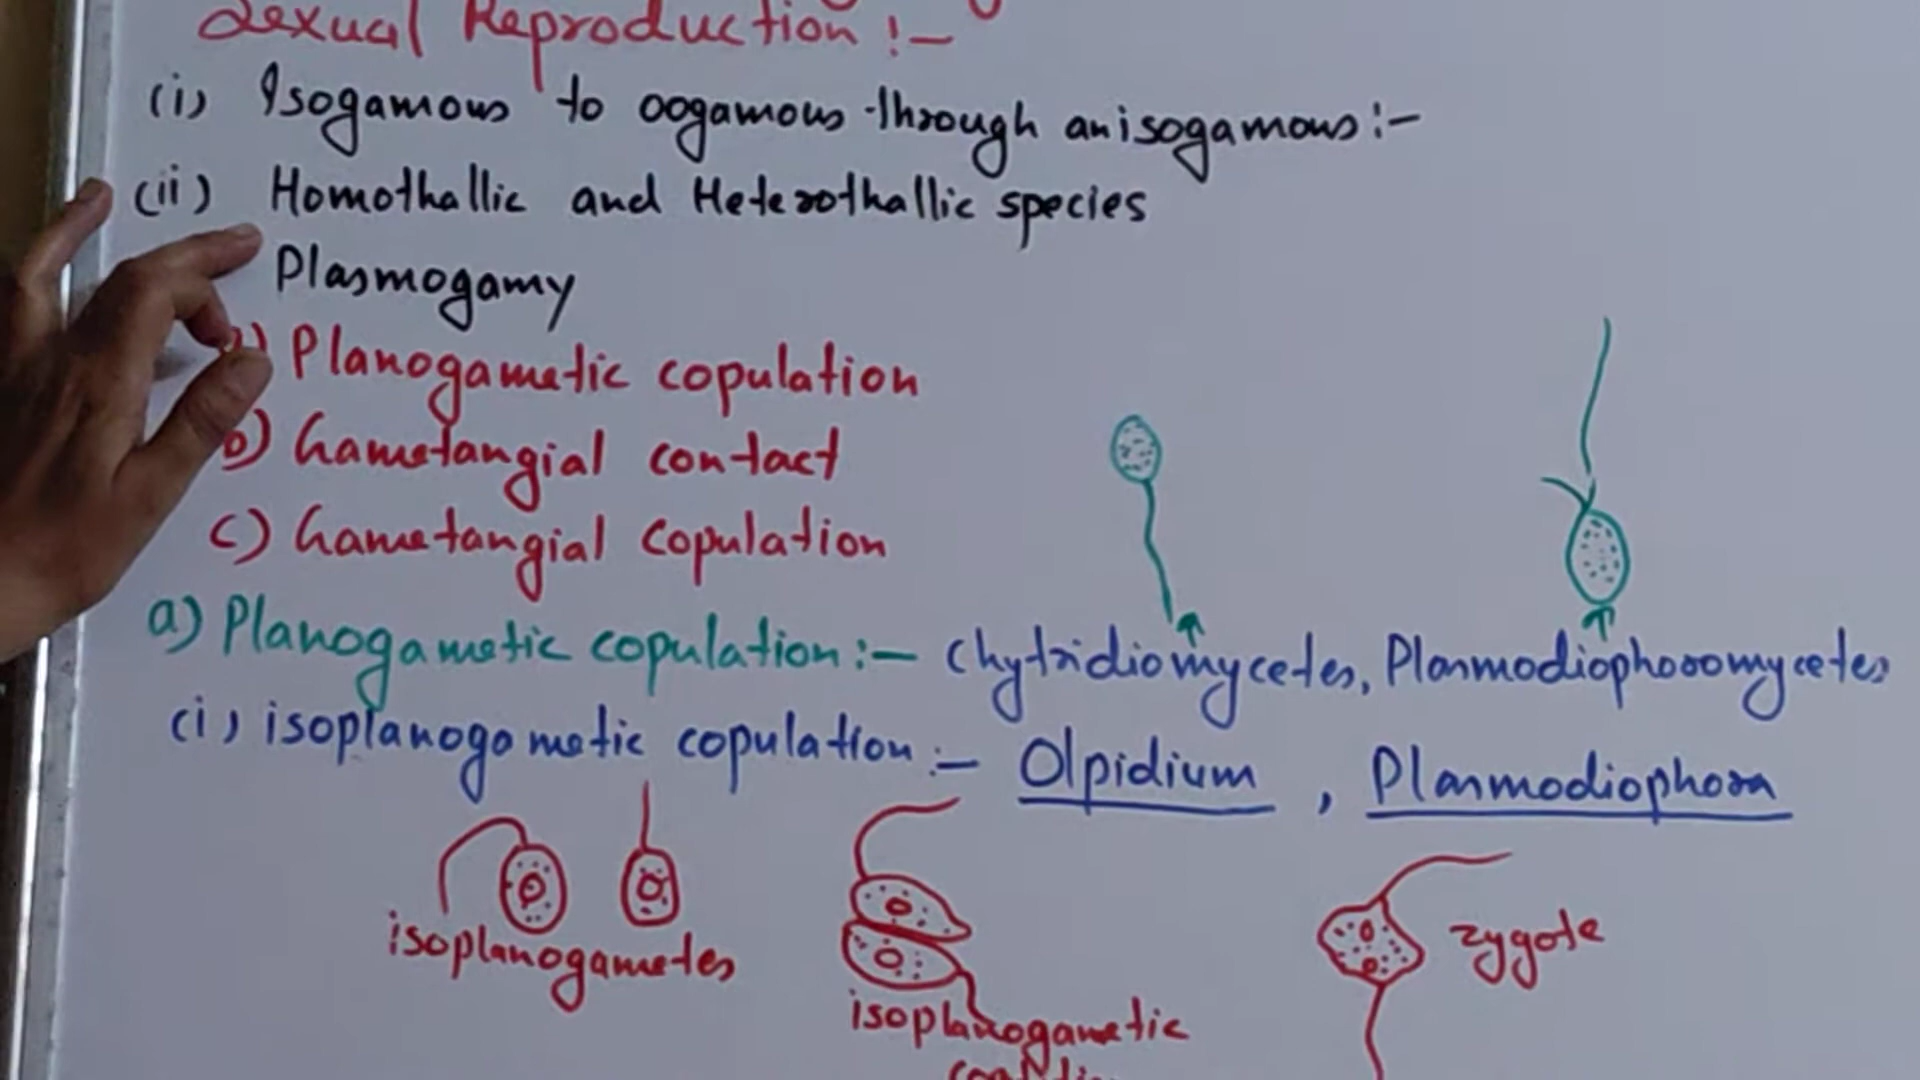 Sexual Reproduction :-
(i) Isogamous to oogamous through anisogamous:-
(ii) Homothallic and Heterothallic species
Plasmogamy
a) Planogametic copulation
b) Gametangial contact
c) Gametangial copulation
a) Planogametic copulation:- Chytridiomycetes, Plasmodiophoromycetes
(i) isoplanogametic copulation:- Olpidium, Plasmodiophora
isoplanogametes
isoplanogametic
zygote